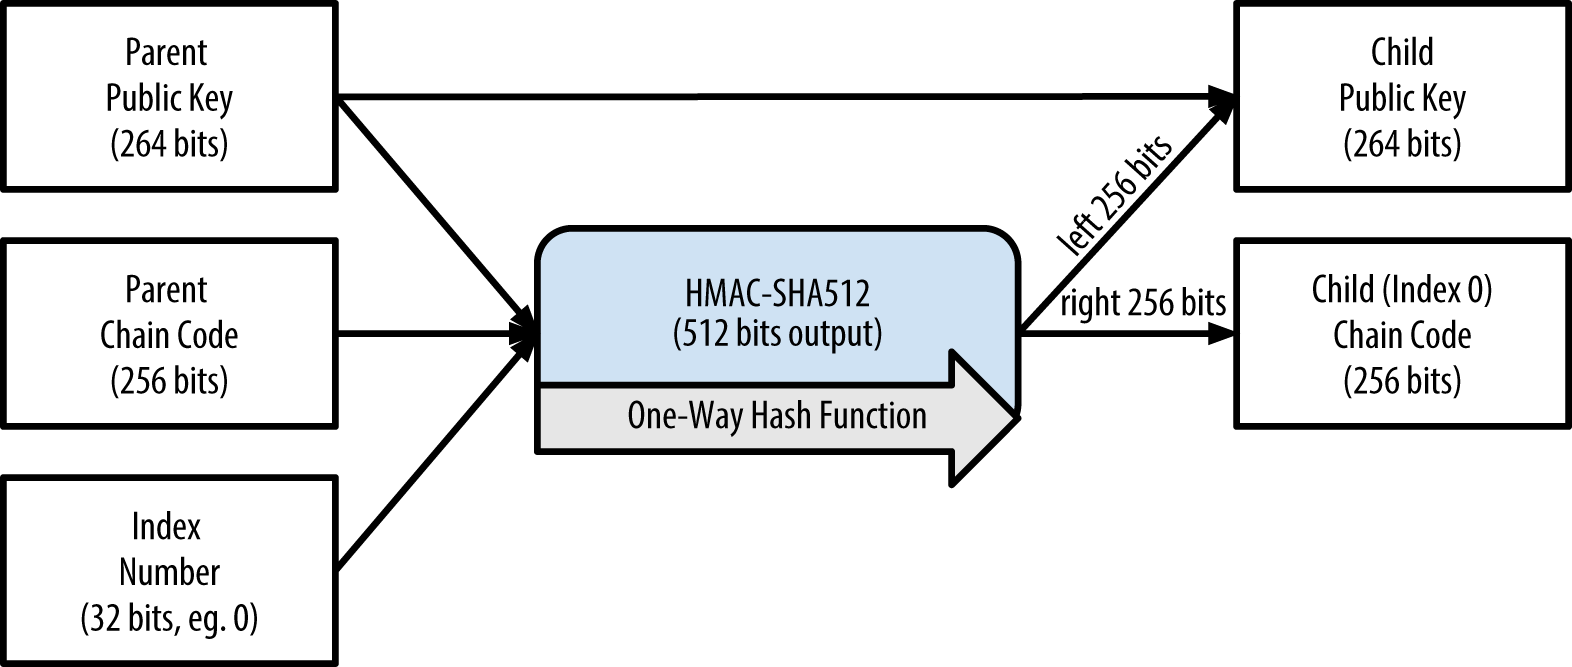 Parent
Public Key
(264 bits)
Parent
Chain Code
(256 bits)
Index
Number
(32 bits, eg. 0)
HMAC-SHA512
(512 bits output)
One-Way Hash Function
left 256 bits
right 256 bits
Child
Public Key
(264 bits)
Child (Index 0)
Chain Code
(256 bits)